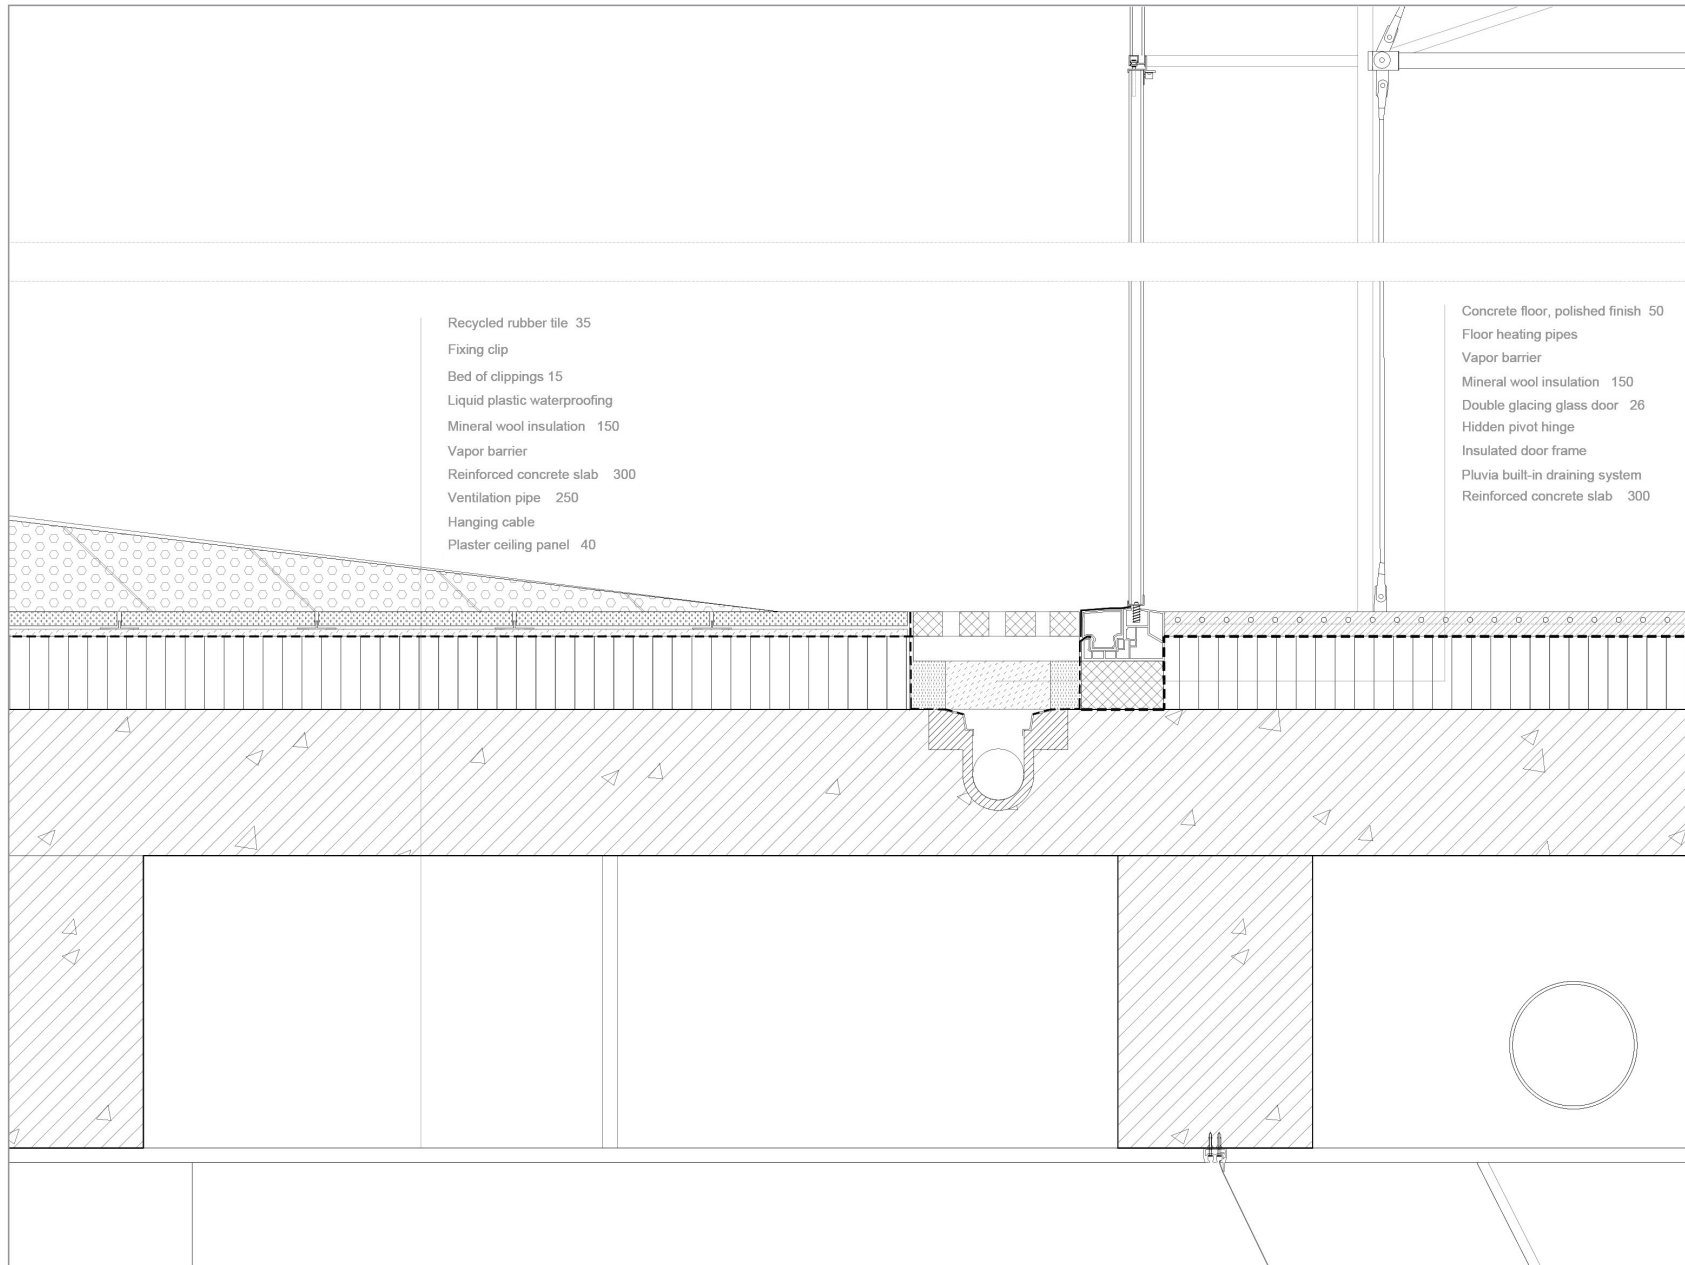 Recycled rubber tile 35
Fixing clip
Bed of clippings 15
Liquid plastic waterproofing
Mineral wool insulation 150
Vapor barrier
Reinforced concrete slab 300
Ventilation pipe 250
Hanging cable
Plaster ceiling panel 40
Concrete floor, polished finish 50
Floor heating pipes
Vapor barrier
Mineral wool insulation 150
Double glacing glass door 26
Hidden pivot hinge
Insulated door frame
Pluvia built-in draining system
Reinforced concrete slab 300